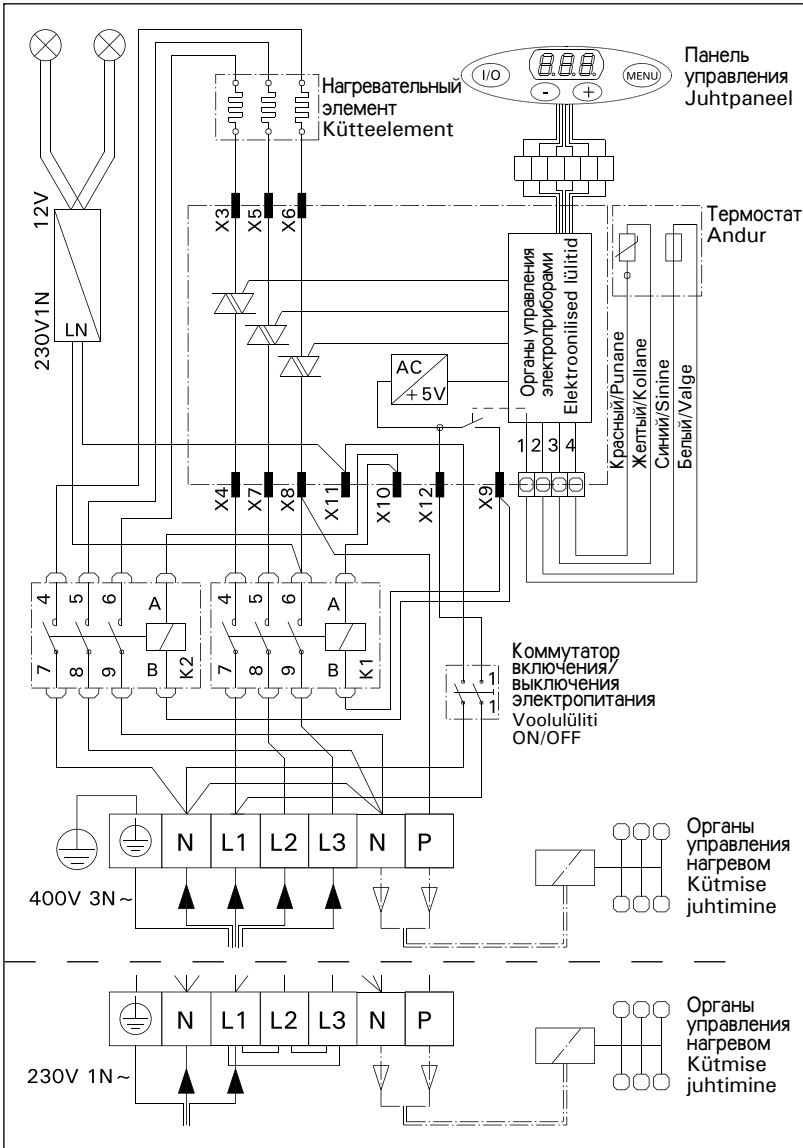 I/O
888
MENU
-
+
Панель
управления
Juhtpaneel
Нагревательный
элемент
Kütteelement
12V
230V1N
LN
X3
X5
X6
Термостат
Andur
Органы управления
электроприборами
Elektroonilised lülitid
AC
+5V
Красный/Punane
Желтый/Kollane
Синий/Sinine
Белый/Valge
1 2 3 4
X4
X7
X8
X11
X10
X12
X9
4 5 6 A
7 8 9 B K2
4 5 6 A
7 8 9 B K1
1
1
Коммутатор
включения/
выключения
электропитания
Voolulüliti
ON/OFF
N L1 L2 L3 N P
400V 3N~
Органы
управления
нагревом
Kütmise
juhtimine
N L1 L2 L3 N P
230V 1N~
Органы
управления
нагревом
Kütmise
juhtimine